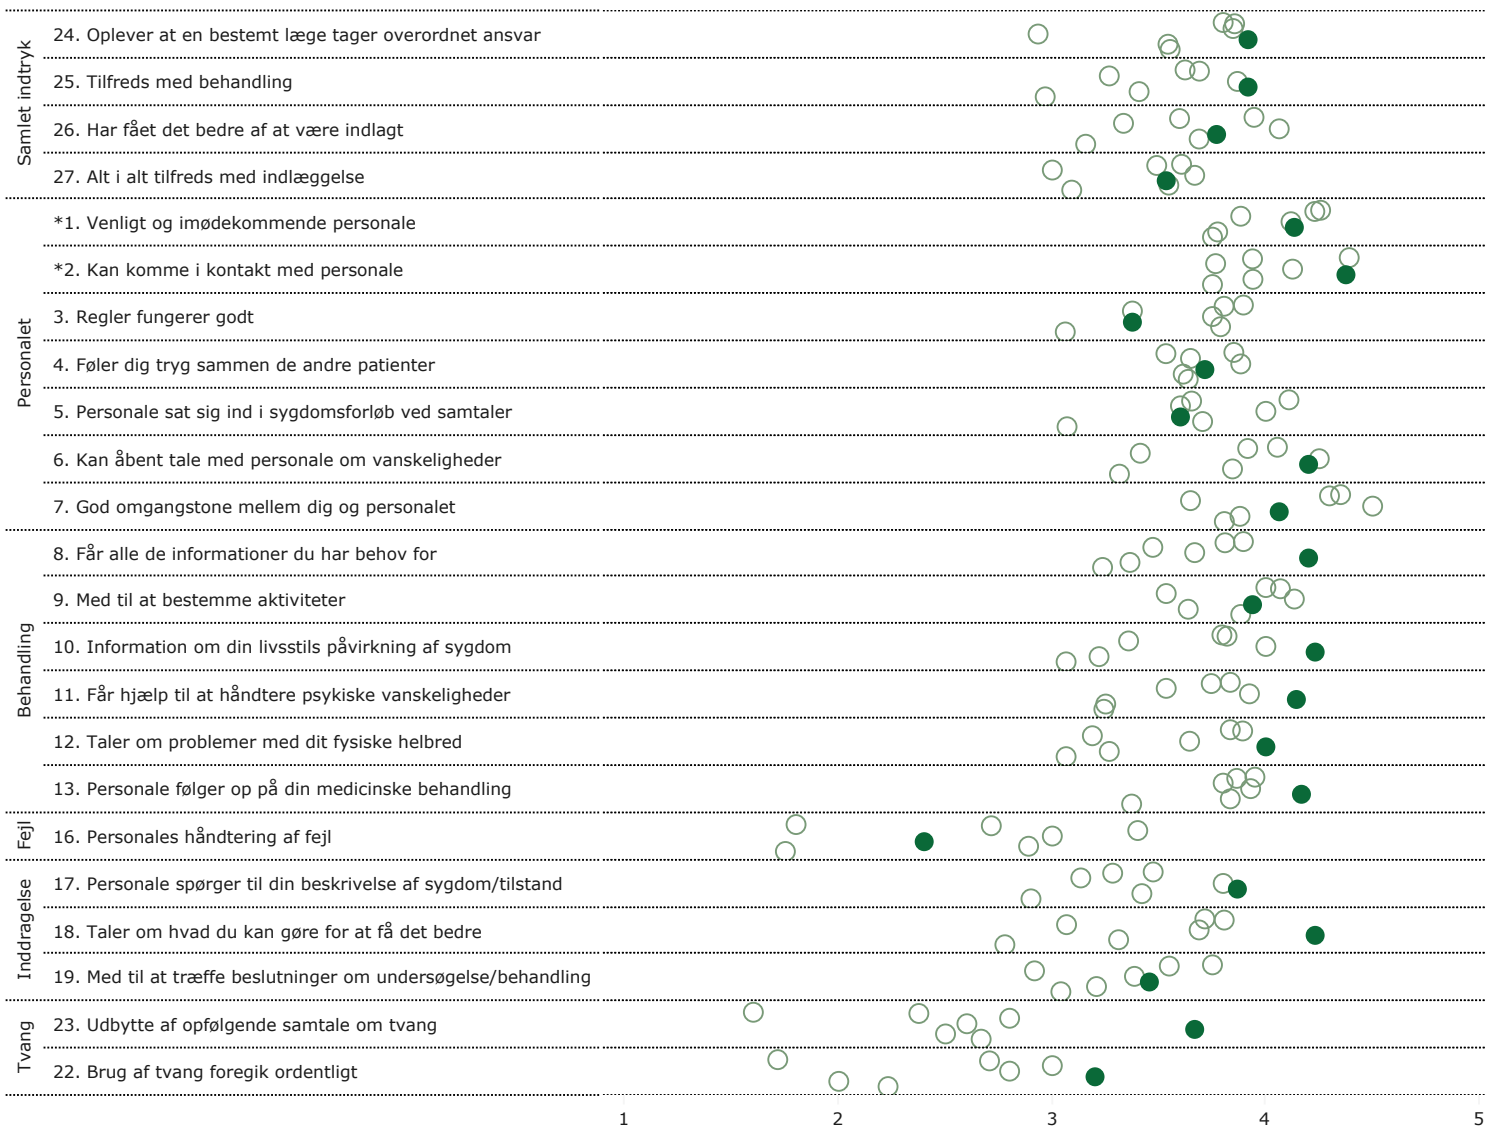 Samlet indtryk
24. Oplever at en bestemt læge tager overordnet ansvar
25. Tilfreds med behandling
26. Har fået det bedre af at være indlagt
27. Alt i alt tilfreds med indlæggelse
Personalet
*1. Venligt og imødekommende personale
*2. Kan komme i kontakt med personale
3. Regler fungerer godt
4. Føler dig tryg sammen de andre patienter
5. Personale sat sig ind i sygdomsforløb ved samtaler
6. Kan åbent tale med personale om vanskeligheder
7. God omgangstone mellem dig og personalet
Behandling
8. Får alle de informationer du har behov for
9. Med til at bestemme aktiviteter
10. Information om din livsstils påvirkning af sygdom
11. Får hjælp til at håndtere psykiske vanskeligheder
12. Taler om problemer med dit fysiske helbred
13. Personale følger op på din medicinske behandling
Fejl
16. Personales håndtering af fejl
Inddragelse
17. Personale spørger til din beskrivelse af sygdom/tilstand
18. Taler om hvad du kan gøre for at få det bedre
19. Med til at træffe beslutninger om undersøgelse/behandling
Tvang
23. Udbytte af opfølgende samtale om tvang
22. Brug af tvang foregik ordentligt
1 2 3 4 5